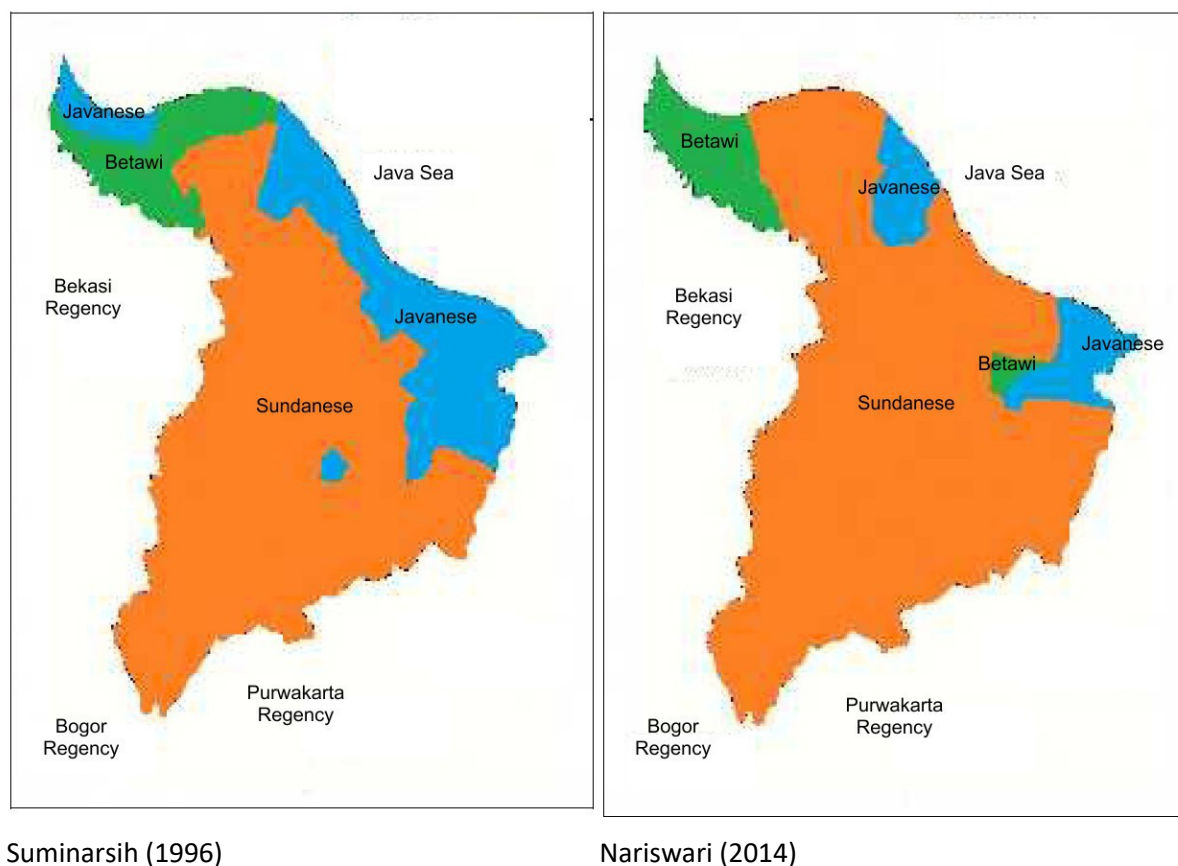 Javanese
Betawi
Java Sea
Bekasi
Regency
Javanese
Sundanese
Purwakarta
Regency
Bogor
Regency
Betawi
Javanese
Java Sea
Bekasi
Regency
Javanese
Betawi
Sundanese
Purwakarta
Regency
Bogor
Regency
Suminarsih (1996)
Nariswari (2014)